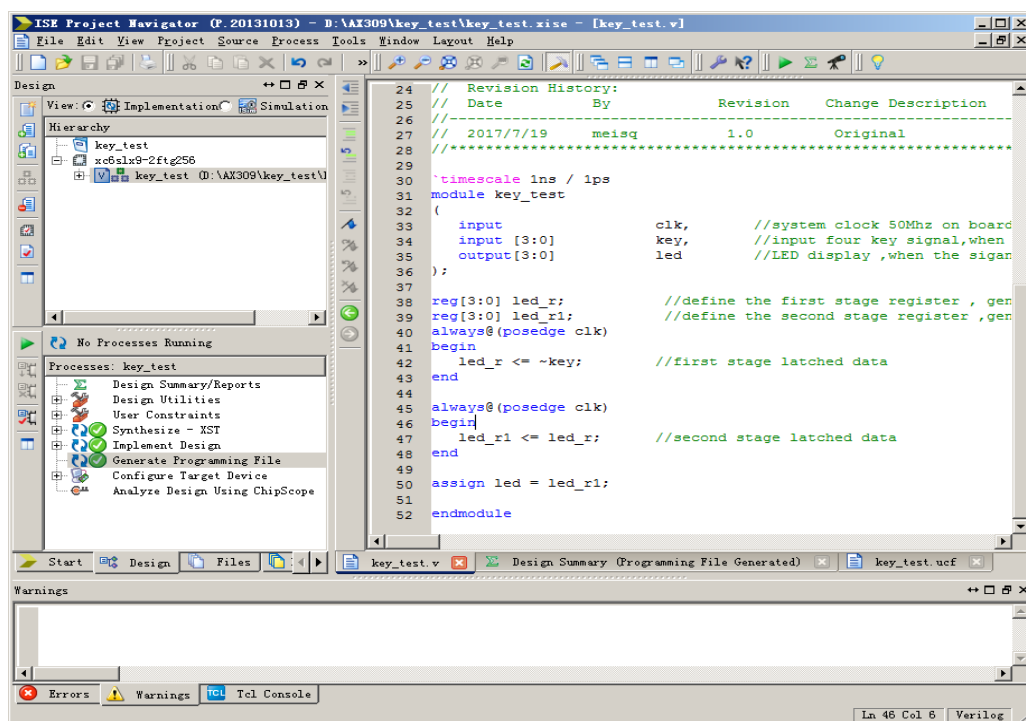 ISE Project Navigator (P.20131013) - D:\AX309\key_test\key_test.xise - [key_test.v]
File Edit View Project Source Process Tools Window Layout Help
Design
View: Implementation Simulation
Hierarchy
key_test
xc6slx9-2ftg256
key_test (D:\AX309\key_test\
No Processes Running
Processes: key_test
Design Summary/Reports
Design Utilities
User Constraints
Synthesize - XST
Implement Design
Generate Programming File
Configure Target Device
Analyze Design Using ChipScope
24 // Revision History:
25 // Date By Revision Change Description
26 //----------------------------------------------------------------
27 // 2017/7/19 meisq 1.0 Original
28 //****************************************************************
29
30 `timescale 1ns / 1ps
31 module key_test
32 (
33 input clk, //system clock 50Mhz on board
34 input [3:0] key, //input four key signal,when
35 output[3:0] led //LED display ,when the sigan
36 );
37
38 reg[3:0] led_r; //define the first stage register , gen
39 reg[3:0] led_r1; //define the second stage register ,gen
40 always@(posedge clk)
41 begin
42 led_r <= ~key; //first stage latched data
43 end
44
45 always@(posedge clk)
46 begin
47 led_r1 <= led_r; //second stage latched data
48 end
49
50 assign led = led_r1;
51
52 endmodule
Start Design Files
key_test.v Design Summary (Programming File Generated) key_test.ucf
Warnings
Errors Warnings Tcl Console
Ln 46 Col 6 Verilog